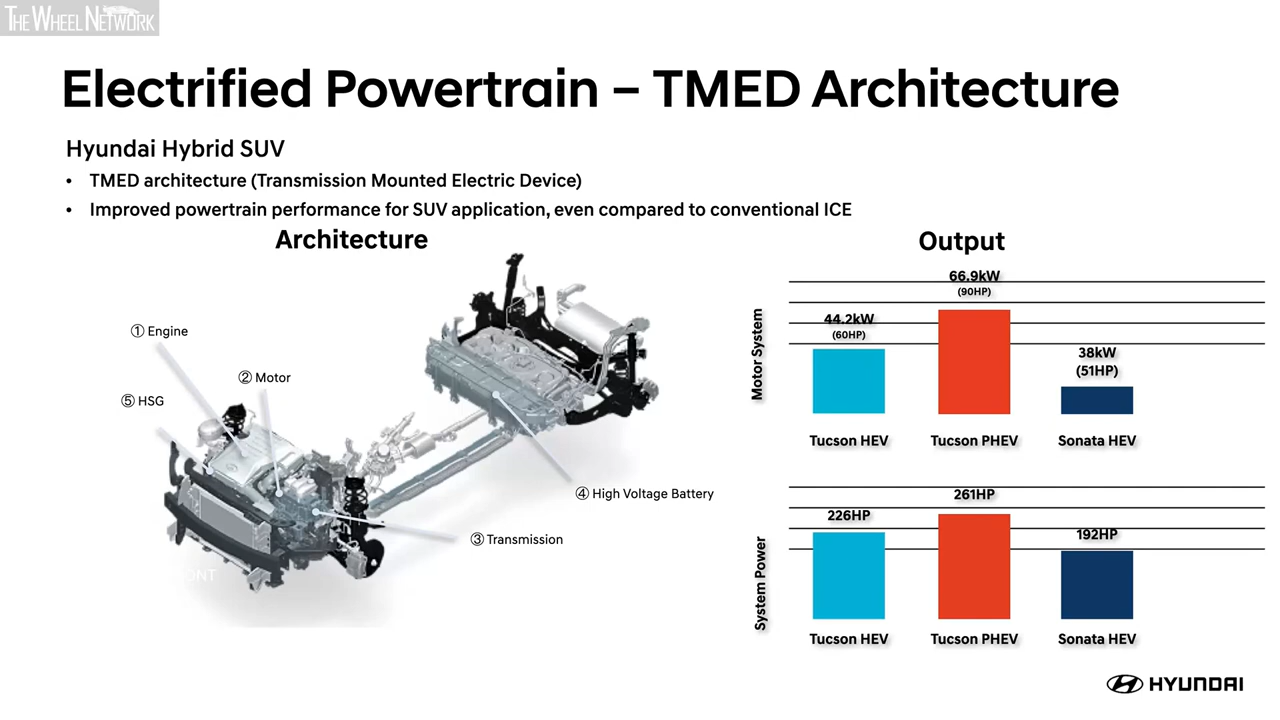 THE WHEEL NETWORK
Electrified Powertrain – TMED Architecture
Hyundai Hybrid SUV
• TMED architecture (Transmission Mounted Electric Device)
• Improved powertrain performance for SUV application, even compared to conventional ICE
Architecture
① Engine
② Motor
⑤ HSG
④ High Voltage Battery
③ Transmission
Output
Motor System
66.9kW
(90HP)
44.2kW
(60HP)
38kW
(51HP)
Tucson HEV
Tucson PHEV
Sonata HEV
System Power
261HP
226HP
192HP
Tucson HEV
Tucson PHEV
Sonata HEV
HYUNDAI